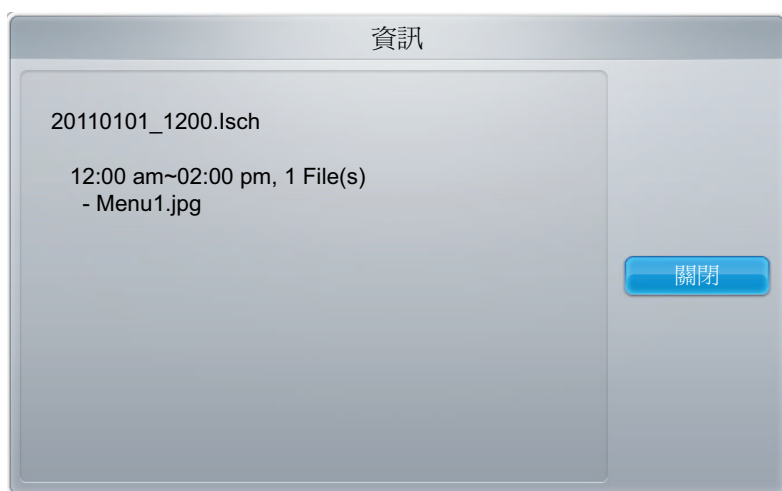 資訊
20110101_1200.lsch
12:00 am~02:00 pm, 1 File(s)
- Menu1.jpg
關閉